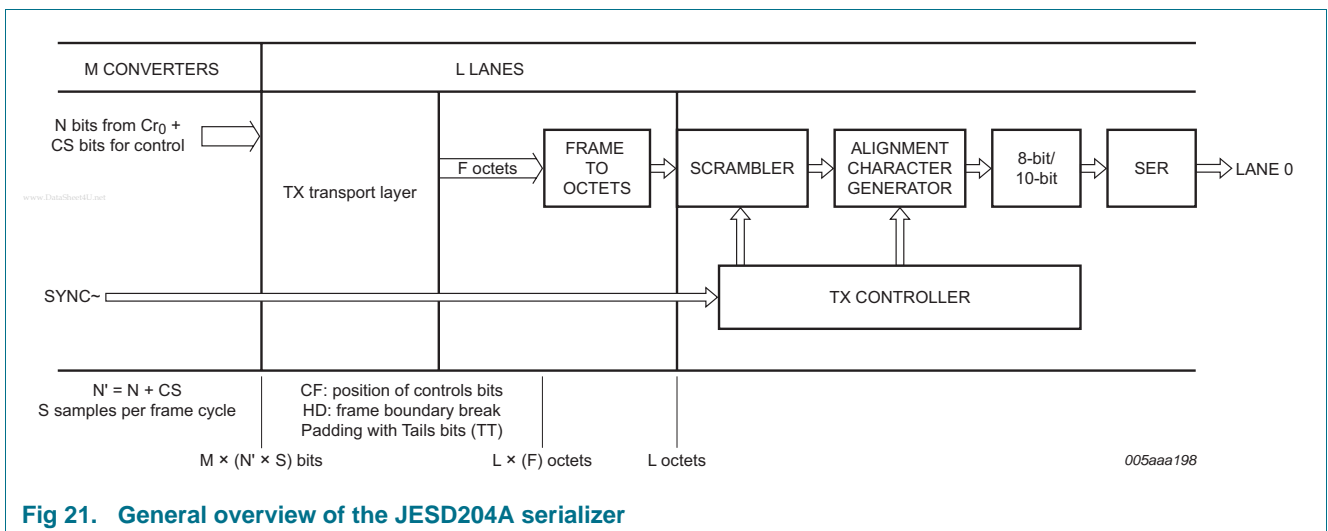 M CONVERTERS
L LANES
N bits from Cr0 +
CS bits for control
TX transport layer
F octets
FRAME
TO
OCTETS
SCRAMBLER
ALIGNMENT
CHARACTER
GENERATOR
8-bit/
10-bit
SER
LANE 0
www.DataSheet4U.net
SYNC~
TX CONTROLLER
N' = N + CS
S samples per frame cycle
CF: position of controls bits
HD: frame boundary break
Padding with Tails bits (TT)
M × (N' × S) bits
L × (F) octets
L octets
005aaa198
Fig 21. General overview of the JESD204A serializer